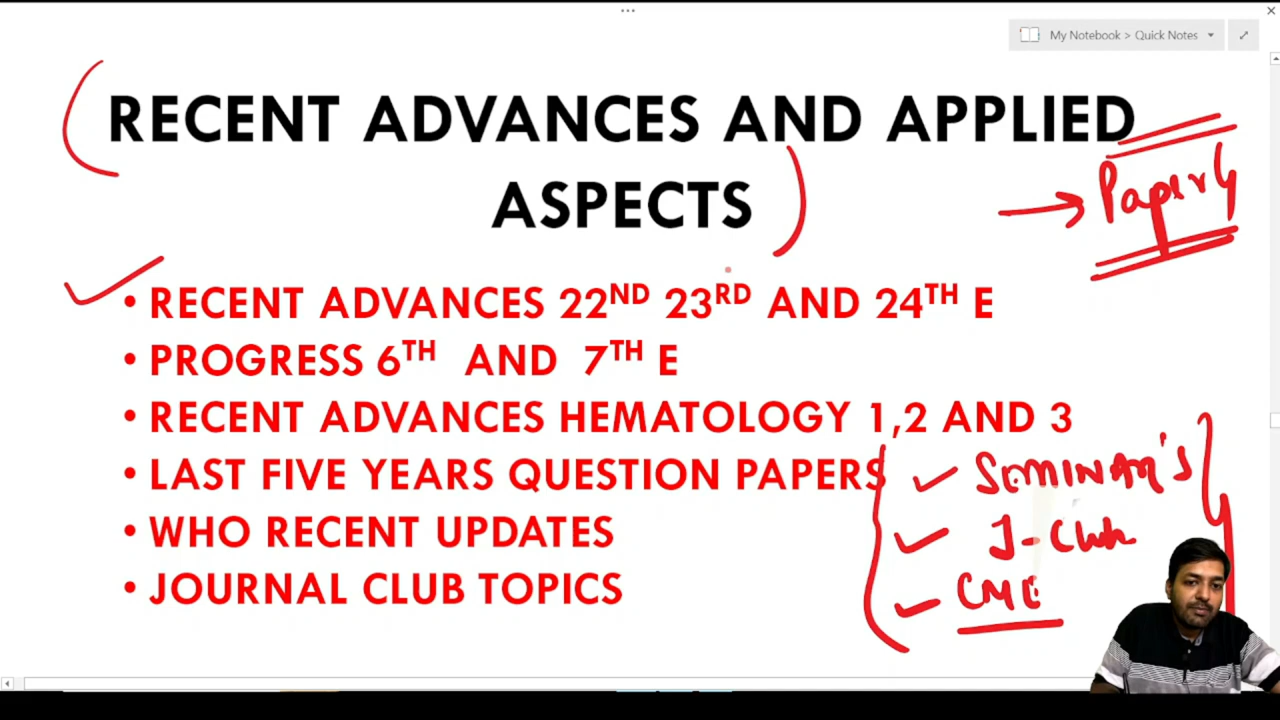 My Notebook > Quick Notes
RECENT ADVANCES AND APPLIED
ASPECTS
Paper 4
• RECENT ADVANCES 22ND 23RD AND 24TH E
• PROGRESS 6TH AND 7TH E
• RECENT ADVANCES HEMATOLOGY 1,2 AND 3
• LAST FIVE YEARS QUESTION PAPERS
SEMINAR'S
• WHO RECENT UPDATES
J-Club
• JOURNAL CLUB TOPICS
CME